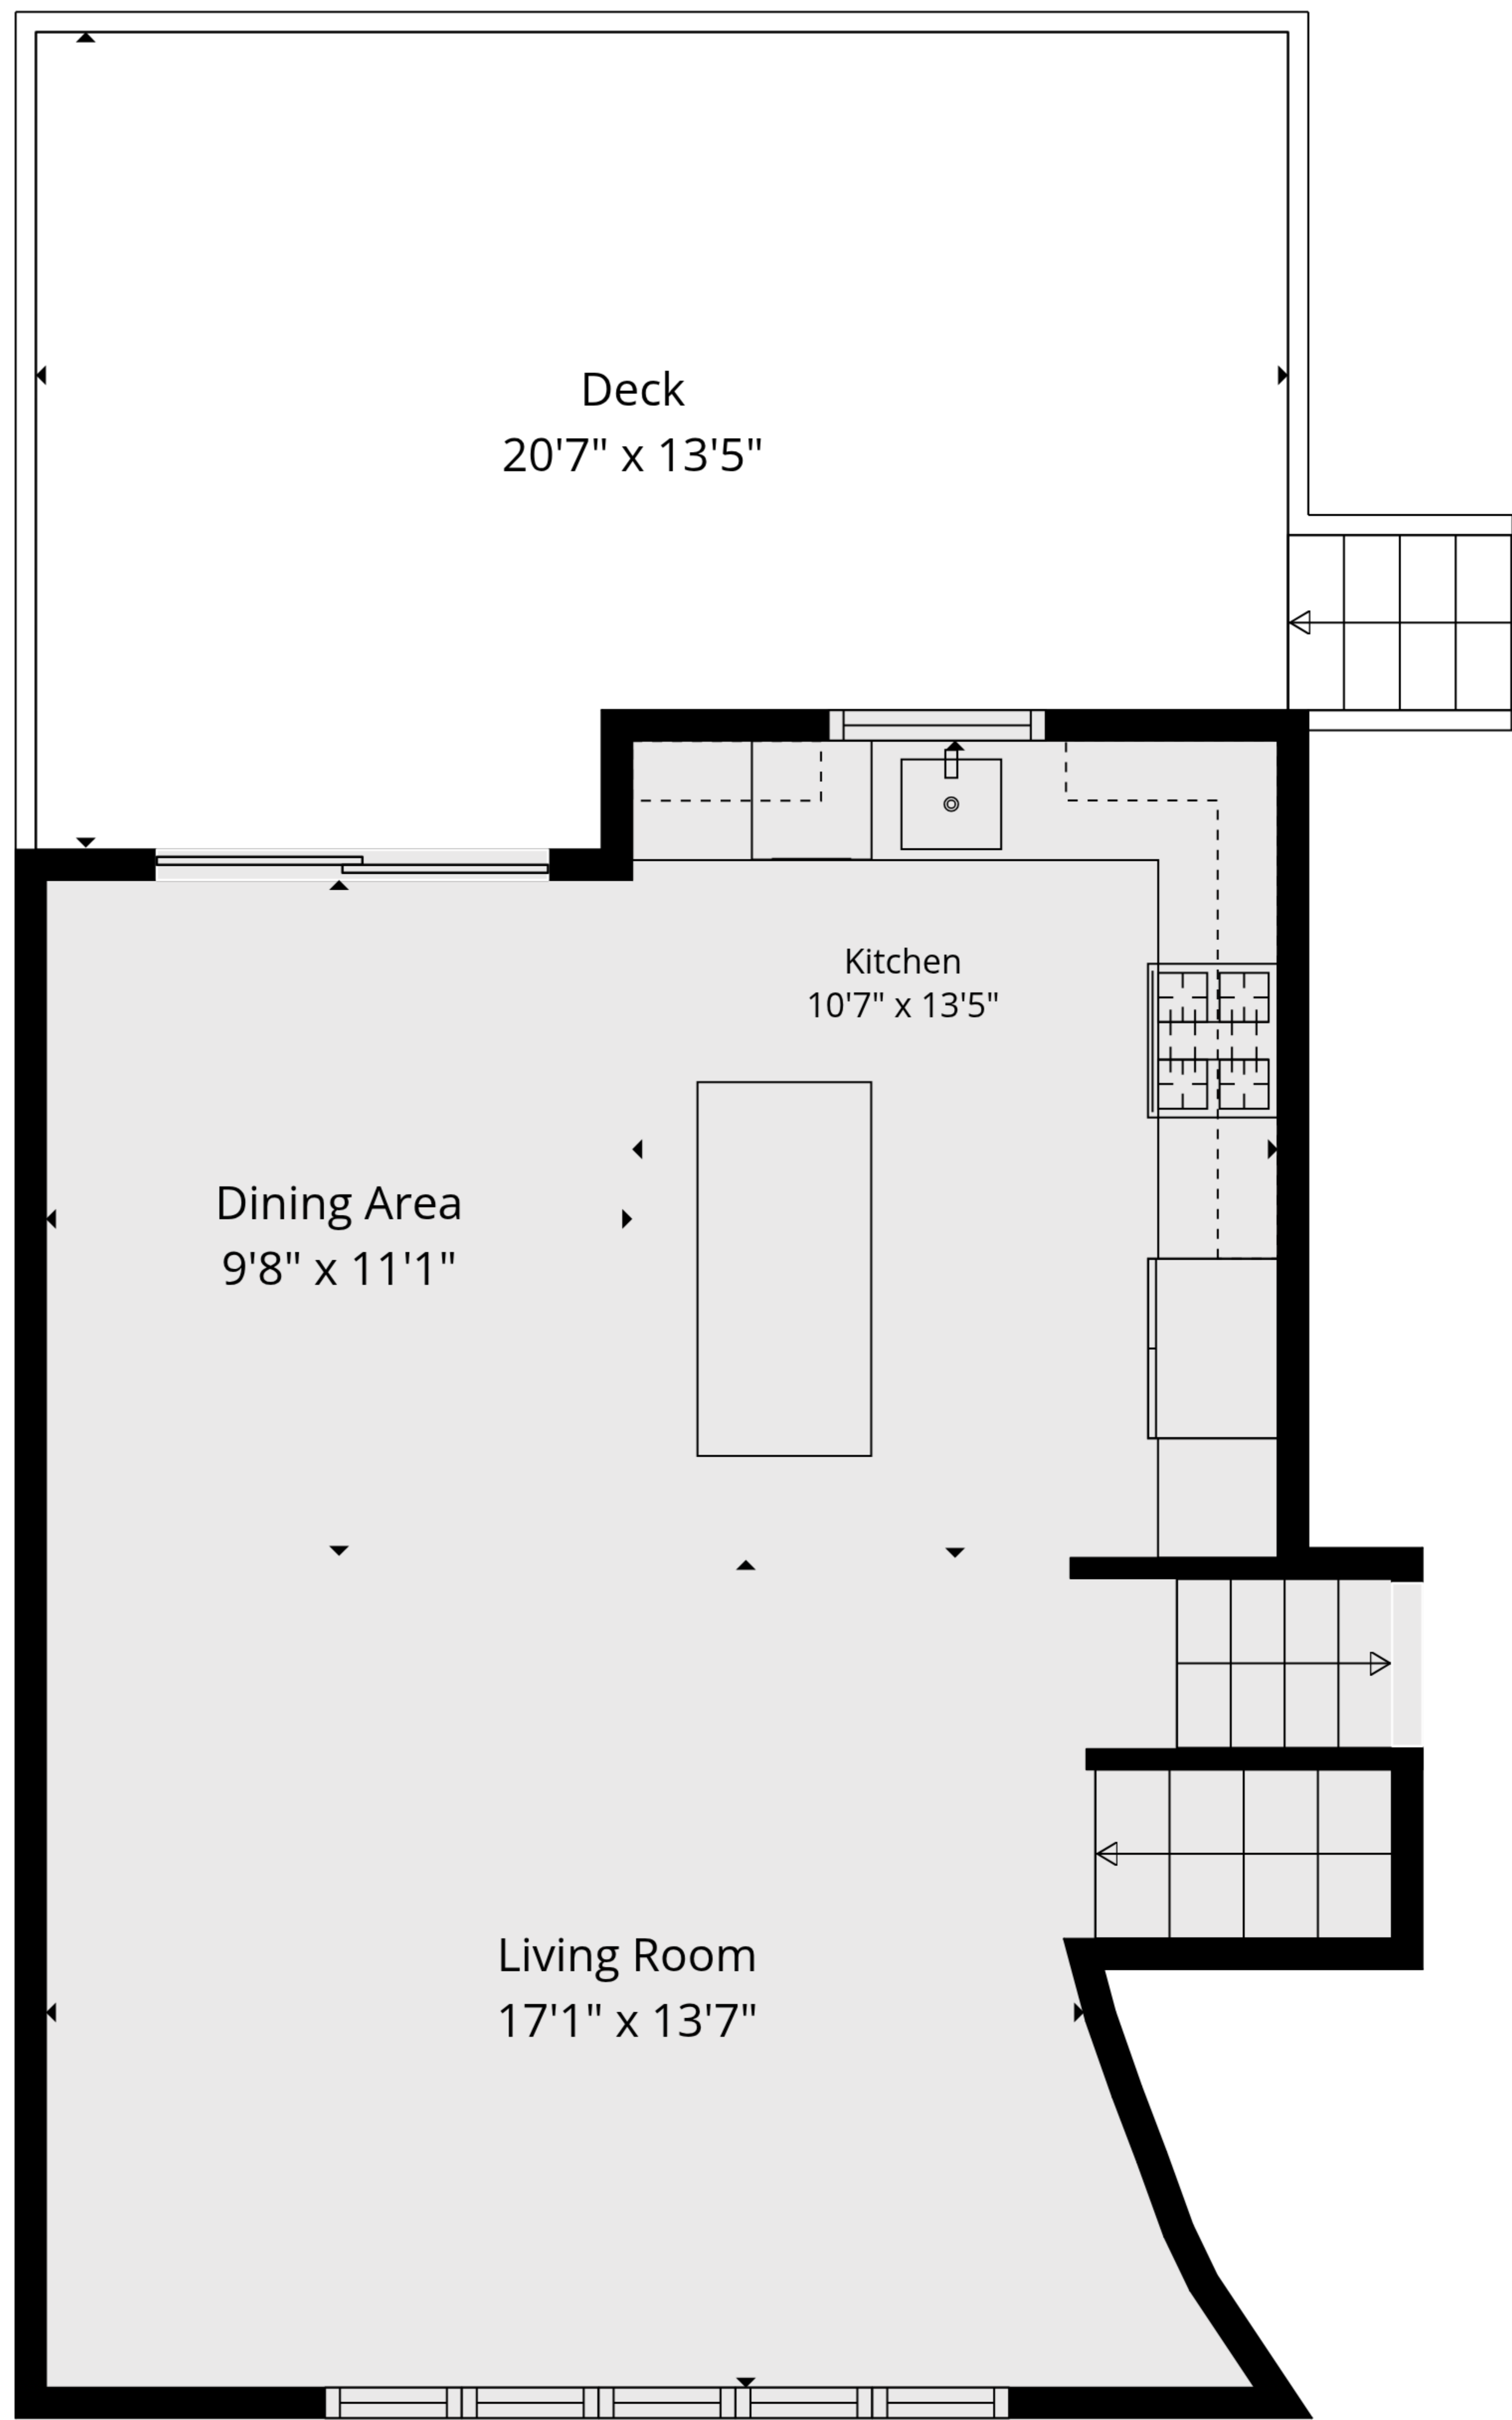 Deck
20'7" x 13'5"
Kitchen
10'7" x 13'5"
Dining Area
9'8" x 11'1"
Living Room
17'1" x 13'7"